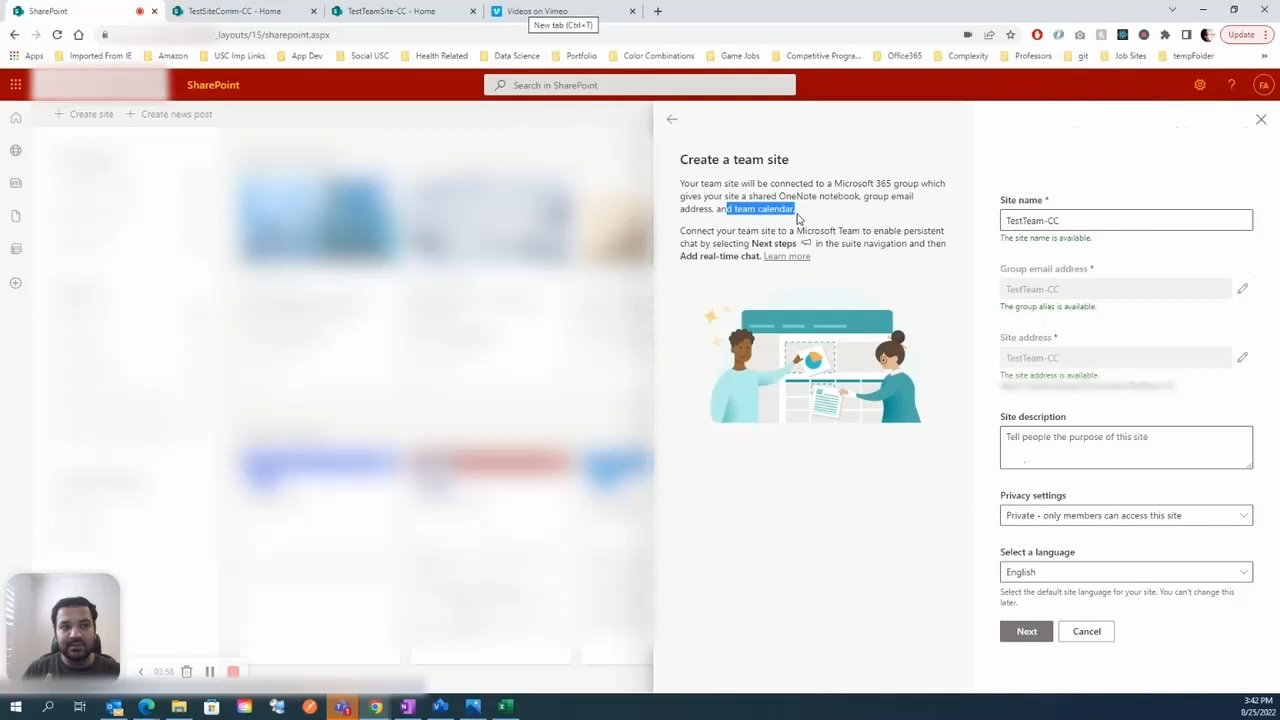 SharePoint
TestSiteComm-CC - Home
TestTeamSite-CC - Home
Videos on Vimeo
New tab (Ctrl+T)
_layouts/15/sharepoint.aspx
Update
Apps
Imported From IE
Amazon
USC Imp Links
App Dev
Social USC
Health Related
Data Science
Portfolio
Color Combinations
Game Jobs
Competitive Progra...
Office365
Complexity
Professors
git
Job Sites
tempFolder
SharePoint
Search in SharePoint
FA
Create site
Create news post
Create a team site
Your team site will be connected to a Microsoft 365 group which
gives your site a shared OneNote notebook, group email
address, and team calendar.
Connect your team site to a Microsoft Team to enable persistent
chat by selecting Next steps in the suite navigation and then
Add real-time chat. Learn more
Site name *
TestTeam-CC
The site name is available.
Group email address *
TestTeam-CC
The group alias is available.
Site address *
TestTeam-CC
The site address is available.
Site description
Tell people the purpose of this site
Privacy settings
Private - only members can access this site
Select a language
English
Select the default site language for your site. You can't change this
later.
Next
Cancel
03:58
3:42 PM
8/25/2022